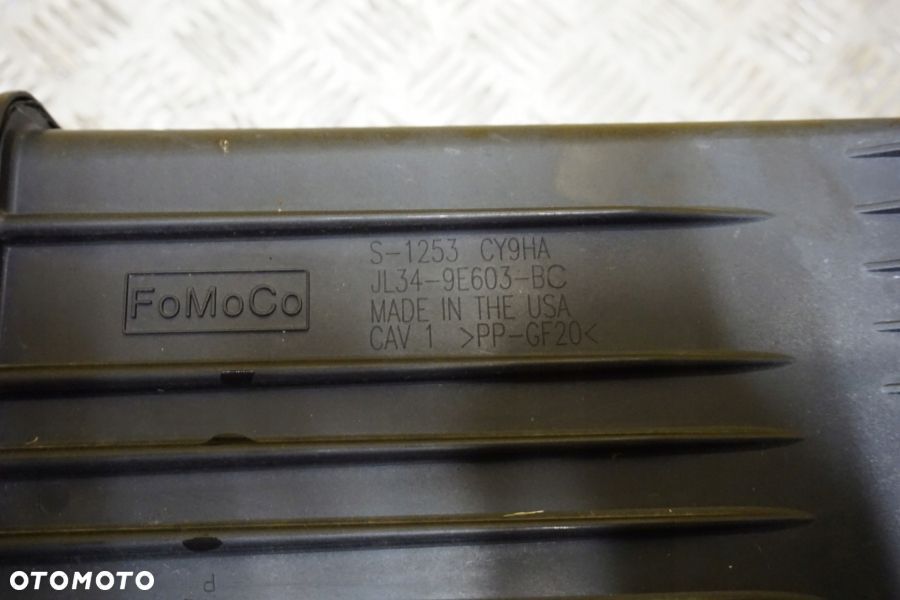 S-1253 CY9HA
JL34-9E603-BC
FoMoCo
MADE IN THE USA
CAV 1 >PP-GF20<
P
OTOMOTO